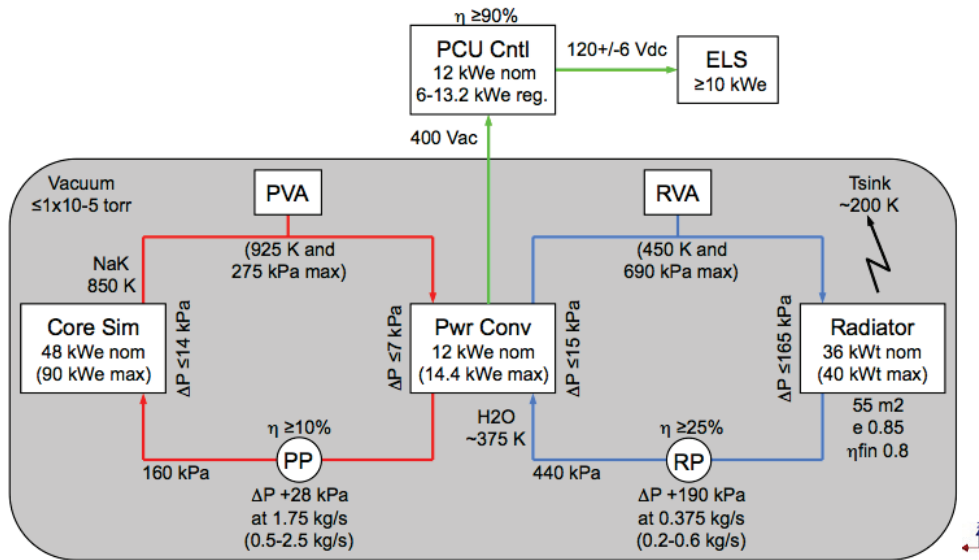 η ≥90%
PCU Cntl
12 kWe nom
6-13.2 kWe reg.
120+/-6 Vdc
ELS
≥10 kWe
400 Vac
Vacuum
≤1x10-5 torr
PVA
RVA
Tsink
~200 K
(925 K and
275 kPa max)
(450 K and
690 kPa max)
NaK
850 K
Core Sim
48 kWe nom
(90 kWe max)
ΔP ≤14 kPa
ΔP ≤7 kPa
Pwr Conv
12 kWe nom
(14.4 kWe max)
ΔP ≤15 kPa
ΔP ≤165 kPa
Radiator
36 kWt nom
(40 kWt max)
55 m2
e 0.85
ηfin 0.8
H2O
~375 K
η ≥10%
PP
160 kPa
ΔP +28 kPa
at 1.75 kg/s
(0.5-2.5 kg/s)
η ≥25%
RP
440 kPa
ΔP +190 kPa
at 0.375 kg/s
(0.2-0.6 kg/s)